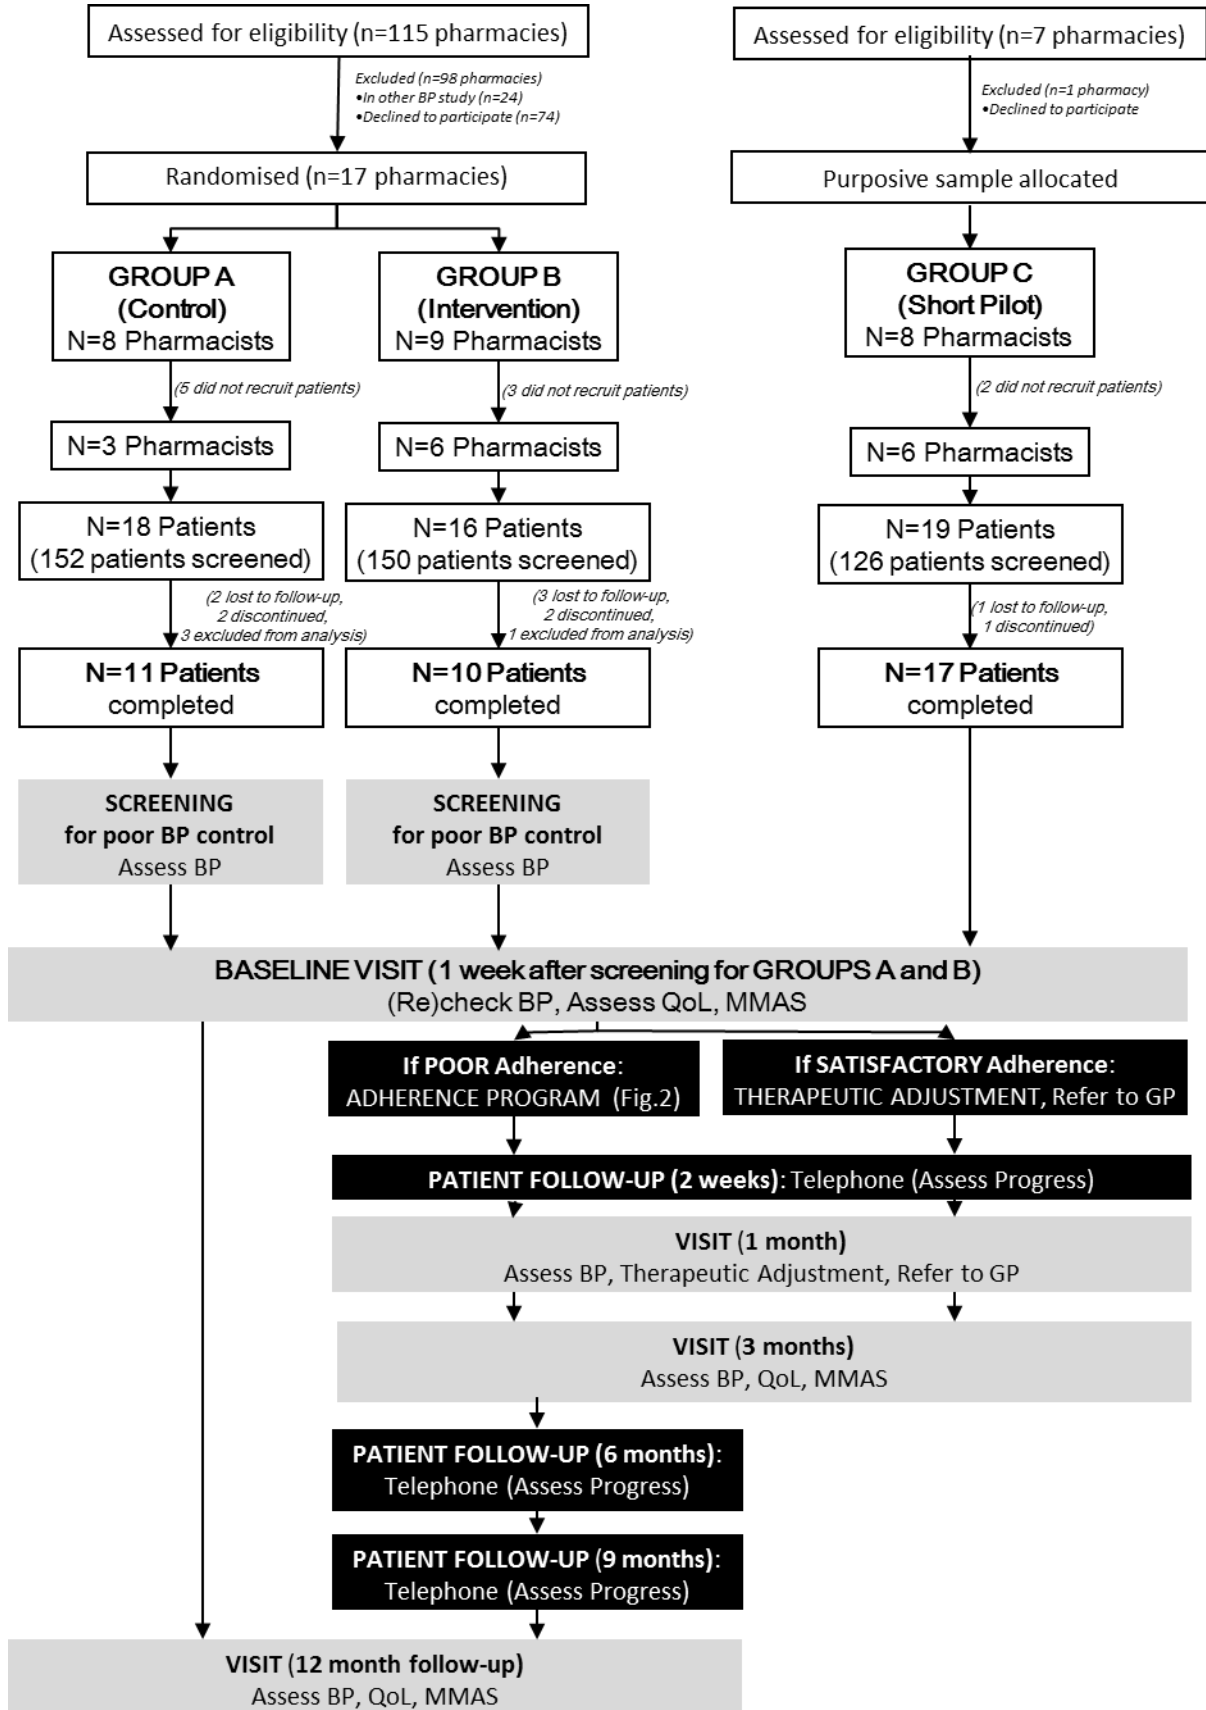 Assessed for eligibility (n=115 pharmacies)
Assessed for eligibility (n=7 pharmacies)
Excluded (n=98 pharmacies)
•In other BP study (n=24)
•Declined to participate (n=74)
Excluded (n=1 pharmacy)
•Declined to participate
Randomised (n=17 pharmacies)
Purposive sample allocated
GROUP A
(Control)
N=8 Pharmacists
GROUP B
(Intervention)
N=9 Pharmacists
GROUP C
(Short Pilot)
N=8 Pharmacists
(5 did not recruit patients)
(3 did not recruit patients)
(2 did not recruit patients)
N=3 Pharmacists
N=6 Pharmacists
N=6 Pharmacists
N=18 Patients
(152 patients screened)
N=16 Patients
(150 patients screened)
N=19 Patients
(126 patients screened)
(2 lost to follow-up,
2 discontinued,
3 excluded from analysis)
(3 lost to follow-up,
2 discontinued,
1 excluded from analysis)
(1 lost to follow-up,
1 discontinued)
N=11 Patients
completed
N=10 Patients
completed
N=17 Patients
completed
SCREENING
for poor BP control
Assess BP
SCREENING
for poor BP control
Assess BP
BASELINE VISIT (1 week after screening for GROUPS A and B)
(Re)check BP, Assess QoL, MMAS
If POOR Adherence:
ADHERENCE PROGRAM (Fig.2)
If SATISFACTORY Adherence:
THERAPEUTIC ADJUSTMENT, Refer to GP
PATIENT FOLLOW-UP (2 weeks): Telephone (Assess Progress)
VISIT (1 month)
Assess BP, Therapeutic Adjustment, Refer to GP
VISIT (3 months)
Assess BP, QoL, MMAS
PATIENT FOLLOW-UP (6 months):
Telephone (Assess Progress)
PATIENT FOLLOW-UP (9 months):
Telephone (Assess Progress)
VISIT (12 month follow-up)
Assess BP, QoL, MMAS